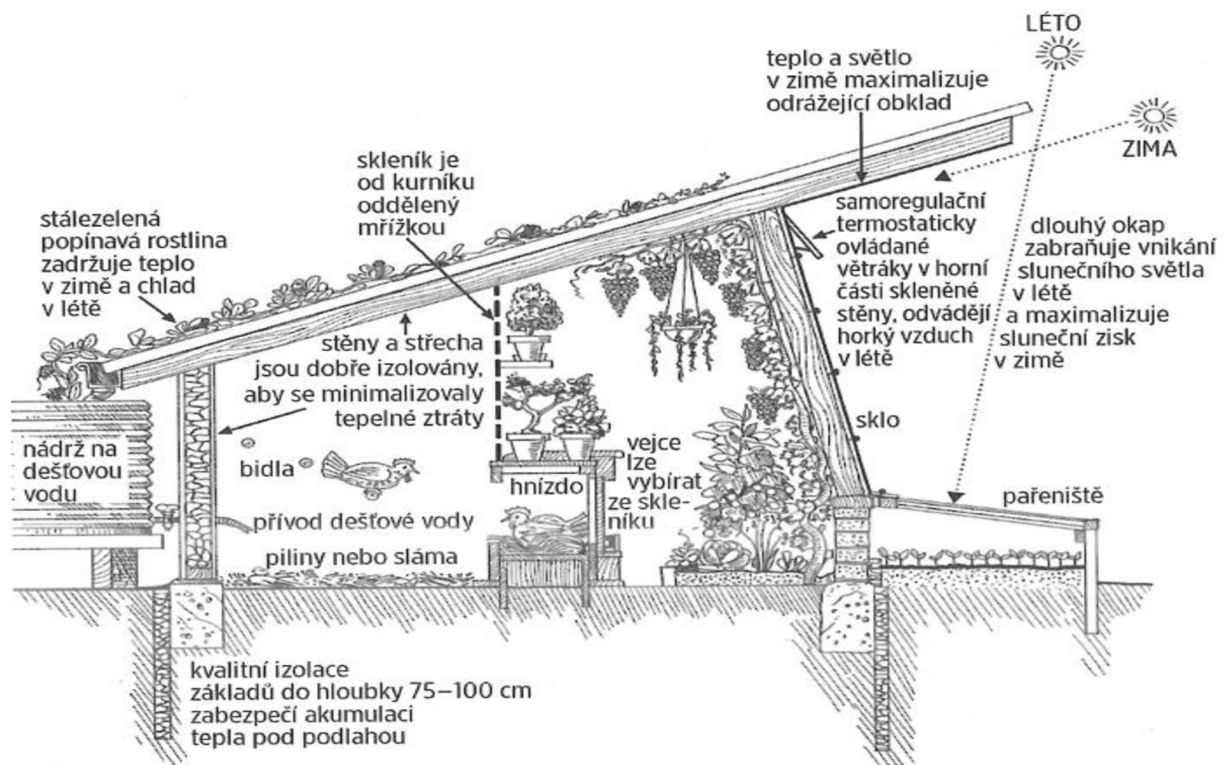 LÉTO
ZIMA
teplo a světlo
v zimě maximalizuje
odrážející obklad
skleník je
od kurníku
oddělený
mřížkou
stálezelená
popínavá rostlina
zadržuje teplo
v zimě a chlad
v létě
samoregulační
termostaticky
ovládané
větráky v horní
části skleněné
stěny, odvádějí
horký vzduch
v létě
dlouhý okap
zabraňuje vnikání
slunečního světla
v létě
a maximalizuje
sluneční zisk
v zimě
stěny a střecha
jsou dobře izolovány,
aby se minimalizovaly
tepelné ztráty
sklo
nádrž na
dešťovou
vodu
bidla
hnízdo
vejce
lze
vybírat
ze skle-
níku
pařeniště
přívod dešťové vody
piliny nebo sláma
kvalitní izolace
základů do hloubky 75–100 cm
zabezpečí akumulaci
tepla pod podlahou